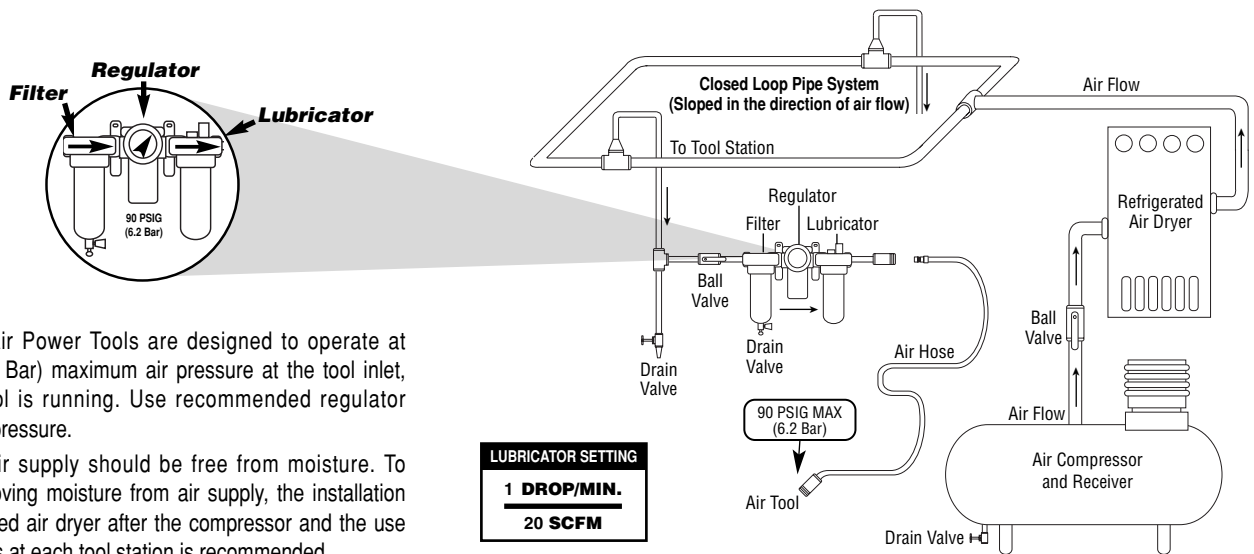 Regulator
Filter
Lubricator
90 PSIG
(6.2 Bar)
Closed Loop Pipe System
(Sloped in the direction of air flow)
Air Flow
To Tool Station
Refrigerated
Air Dryer
Regulator
Filter
Lubricator
Ball
Valve
Drain
Valve
Drain
Valve
Air Hose
Ball
Valve
90 PSIG MAX
(6.2 Bar)
Air Tool
Air Flow
Air Compressor
and Receiver
Drain Valve
LUBRICATOR SETTING
1 DROP/MIN.
20 SCFM
ir Power Tools are designed to operate at
Bar) maximum air pressure at the tool inlet,
ol is running. Use recommended regulator
pressure.
ir supply should be free from moisture. To
oving moisture from air supply, the installation
ed air dryer after the compressor and the use
s at each tool station is recommended.